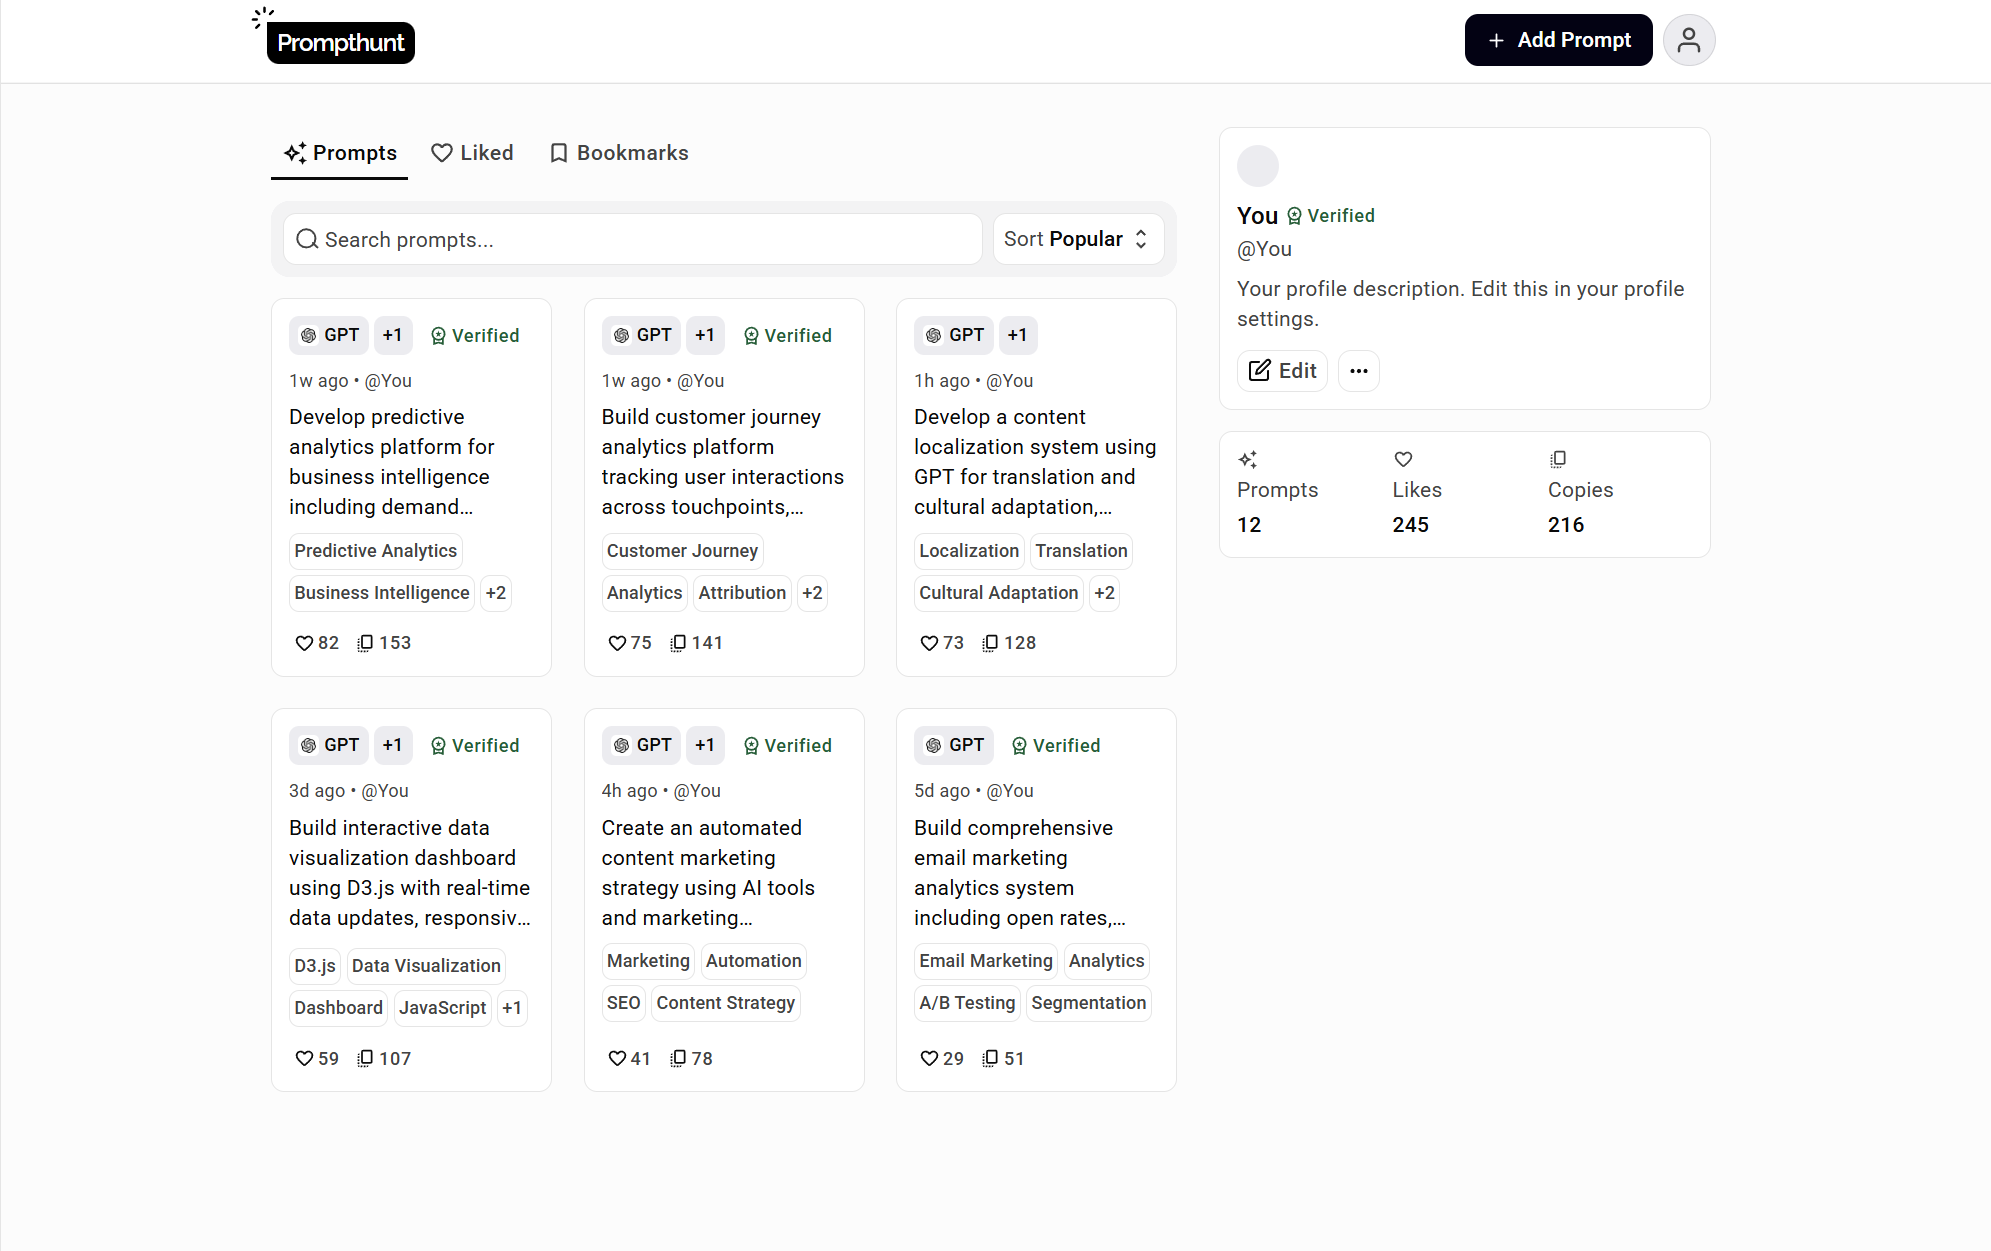 Prompthunt
+ Add Prompt
Prompts
Liked
Bookmarks
Search prompts...
Sort Popular
GPT +1 Verified
1w ago • @You
Develop predictive
analytics platform for
business intelligence
including demand…
Predictive Analytics
Business Intelligence +2
82 153
GPT +1 Verified
1w ago • @You
Build customer journey
analytics platform
tracking user interactions
across touchpoints,…
Customer Journey
Analytics Attribution +2
75 141
GPT +1
1h ago • @You
Develop a content
localization system using
GPT for translation and
cultural adaptation,…
Localization Translation
Cultural Adaptation +2
73 128
GPT +1 Verified
3d ago • @You
Build interactive data
visualization dashboard
using D3.js with real-time
data updates, responsiv…
D3.js Data Visualization
Dashboard JavaScript +1
59 107
GPT +1 Verified
4h ago • @You
Create an automated
content marketing
strategy using AI tools
and marketing…
Marketing Automation
SEO Content Strategy
41 78
GPT Verified
5d ago • @You
Build comprehensive
email marketing
analytics system
including open rates,…
Email Marketing Analytics
A/B Testing Segmentation
29 51
You Verified
@You
Your profile description. Edit this in your profile
settings.
Edit
Prompts
12
Likes
245
Copies
216